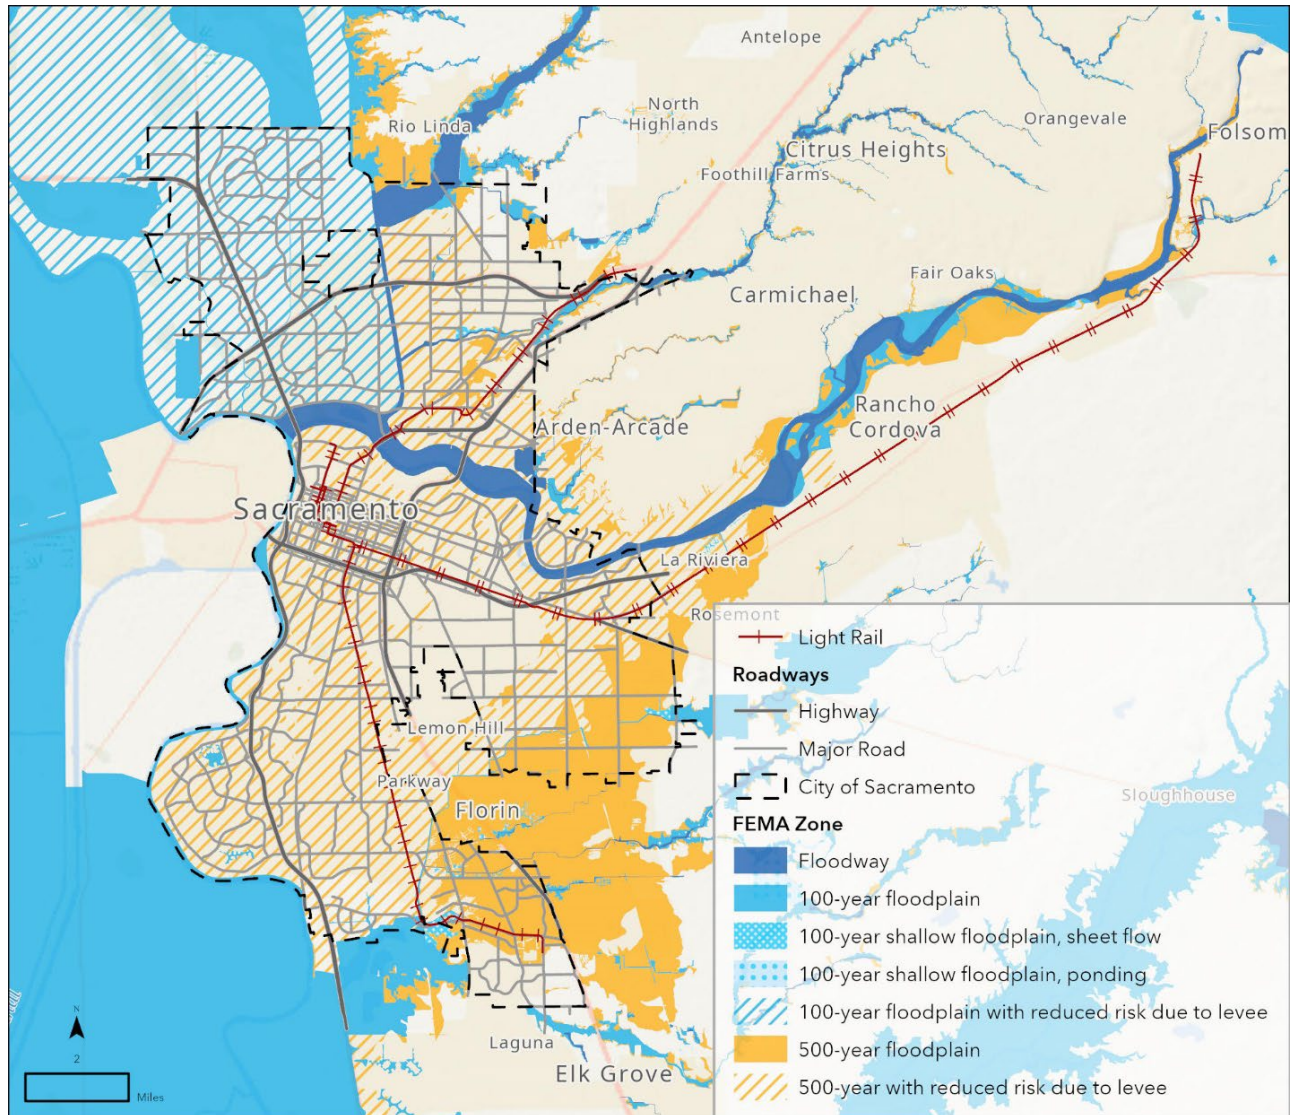 Antelope
North
Highlands
Rio Linda
Orangevale
Folsom
Citrus Heights
Foothill Farms
Fair Oaks
Carmichael
Rancho
Cordova
Arden-Arcade
Sacramento
La Riviera
Rosemont
Lemon Hill
Parkway
Florin
Sloughhouse
Laguna
Elk Grove
N
2
Miles
Light Rail
Roadways
Highway
Major Road
City of Sacramento
FEMA Zone
Floodway
100-year floodplain
100-year shallow floodplain, sheet flow
100-year shallow floodplain, ponding
100-year floodplain with reduced risk due to levee
500-year floodplain
500-year with reduced risk due to levee